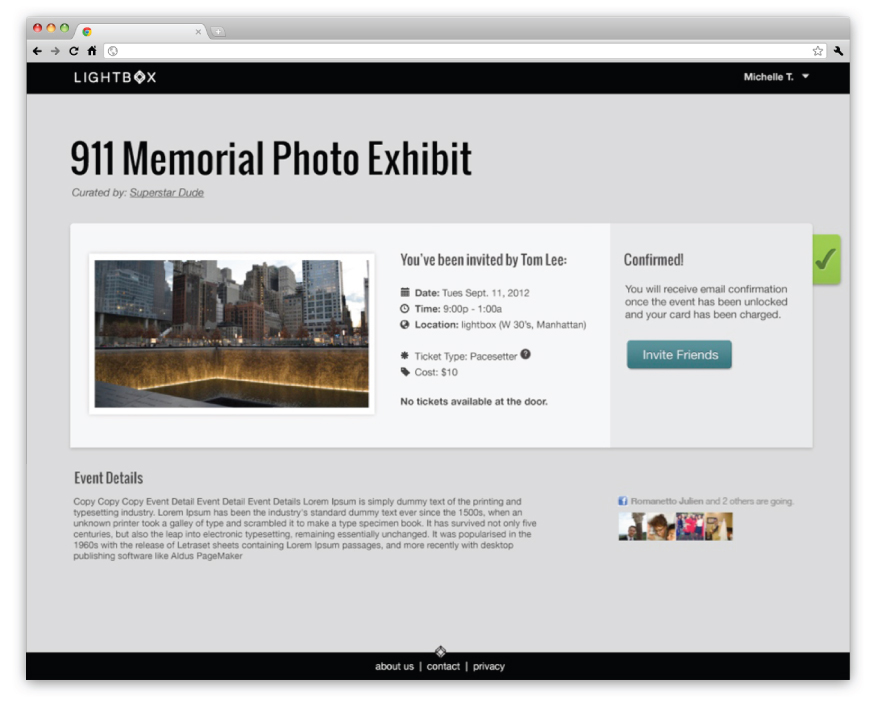 LIGHTBOX
Michelle T.
911 Memorial Photo Exhibit
Curated by: Superstar Dude
You've been invited by Tom Lee:
Date: Tues Sept. 11, 2012
Time: 9:00p - 1:00a
Location: lightbox (W 30's, Manhattan)
Ticket Type: Pacesetter ?
Cost: $10
No tickets available at the door.
Confirmed!
You will receive email confirmation
once the event has been unlocked
and your card has been charged.
Invite Friends
Event Details
Copy Copy Copy Event Detail Event Detail Event Details Lorem Ipsum is simply dummy text of the printing and
typesetting industry. Lorem Ipsum has been the industry's standard dummy text ever since the 1500s, when an
unknown printer took a galley of type and scrambled it to make a type specimen book. It has survived not only five
centuries, but also the leap into electronic typesetting, remaining essentially unchanged. It was popularised in the
1960s with the release of Letraset sheets containing Lorem Ipsum passages, and more recently with desktop
publishing software like Aldus PageMaker
f Romanetto Julien and 2 others are going.
about us | contact | privacy